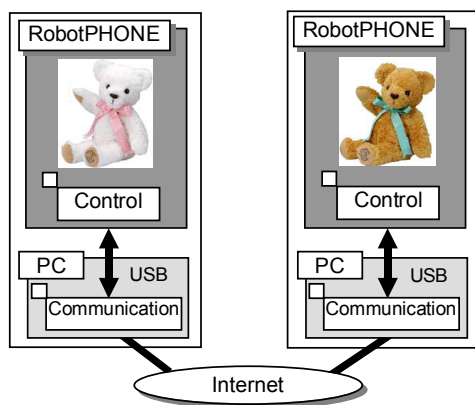 RobotPHONE
Control
PC
USB
Communication
RobotPHONE
Control
PC
USB
Communication
Internet